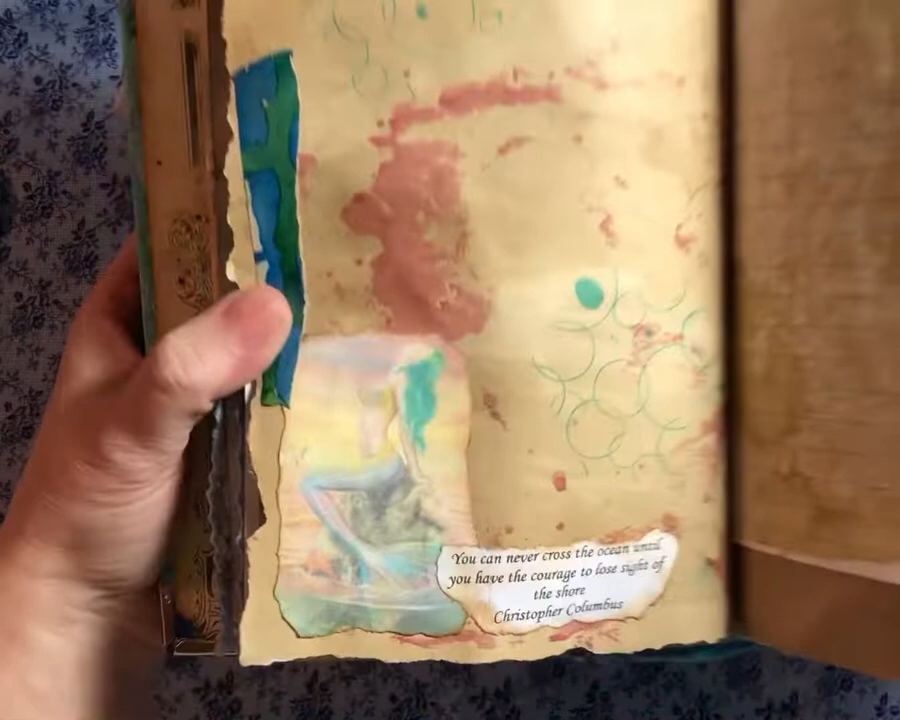 You can never cross the ocean until
you have the courage to lose sight of
the shore
Christopher Columbus